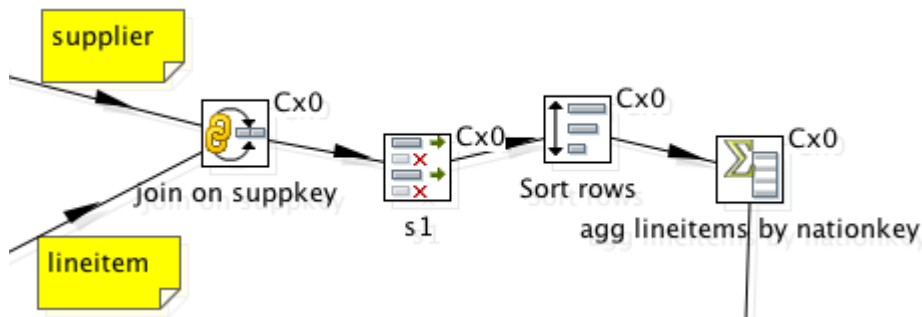 supplier
Cx0
Cx0
Cx0
Cx0
join on suppkey
s1
Sort rows
agg lineitems by nationkey
lineitem